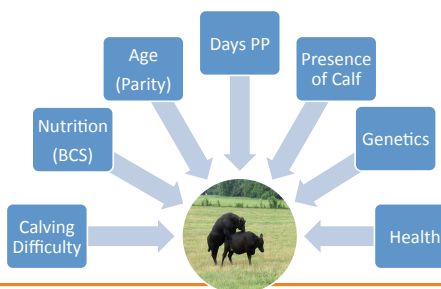 Days PP
Age
(Parity)
Presence
of Calf
Nutrition
(BCS)
Genetics
Calving
Difficulty
Health